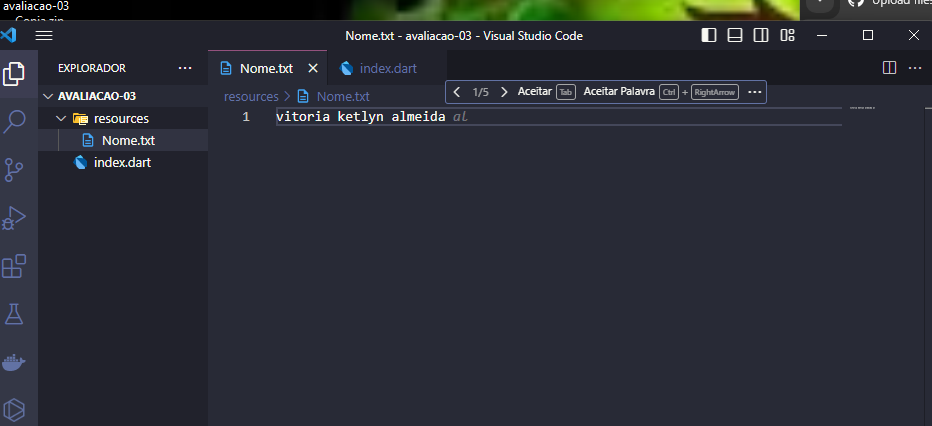 avaliacao-03
Copia.zip
Upload files
Nome.txt - avaliacao-03 - Visual Studio Code
EXPLORADOR ...
Nome.txt
index.dart
AVALIACAO-03
resources
Nome.txt
index.dart
resources > Nome.txt
1/5 Aceitar Tab Aceitar Palavra Ctrl + RightArrow ...
1 vitoria ketlyn almeida al